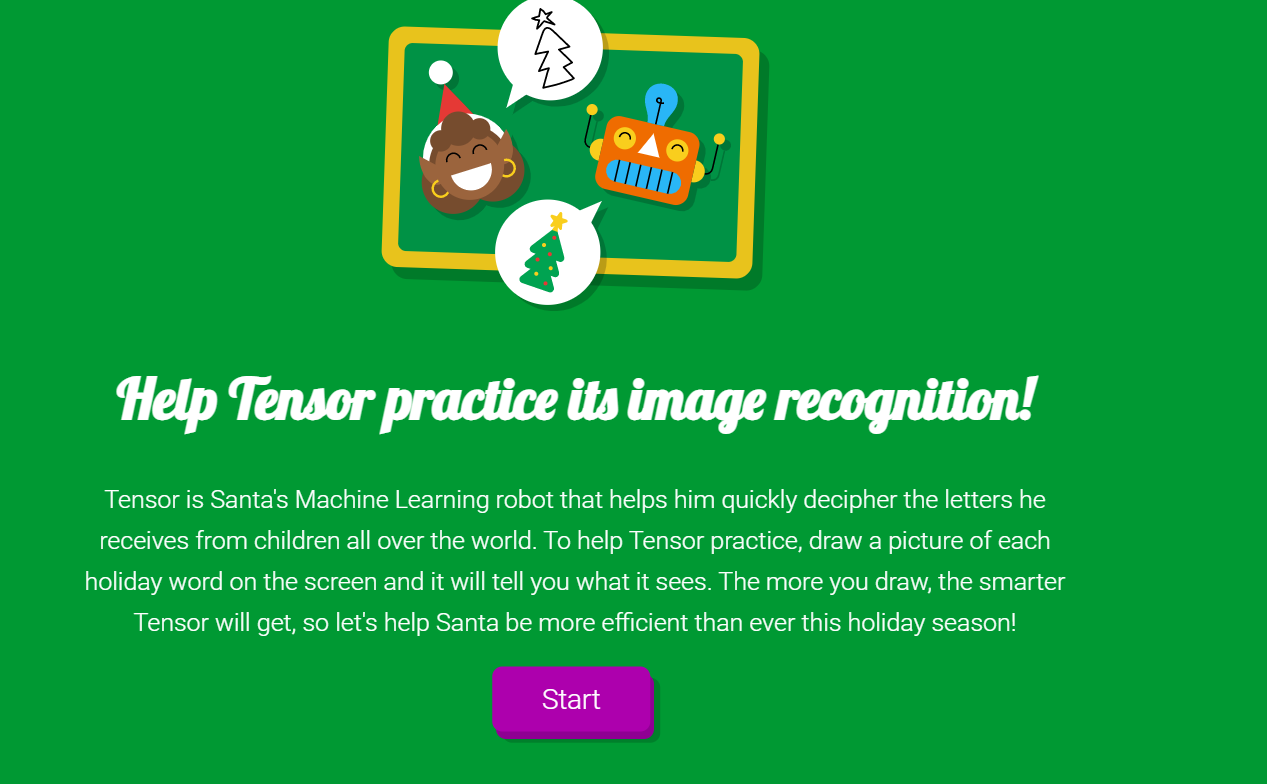 Help Tensor practice its image recognition!
Tensor is Santa's Machine Learning robot that helps him quickly decipher the letters he
receives from children all over the world. To help Tensor practice, draw a picture of each
holiday word on the screen and it will tell you what it sees. The more you draw, the smarter
Tensor will get, so let's help Santa be more efficient than ever this holiday season!
Start